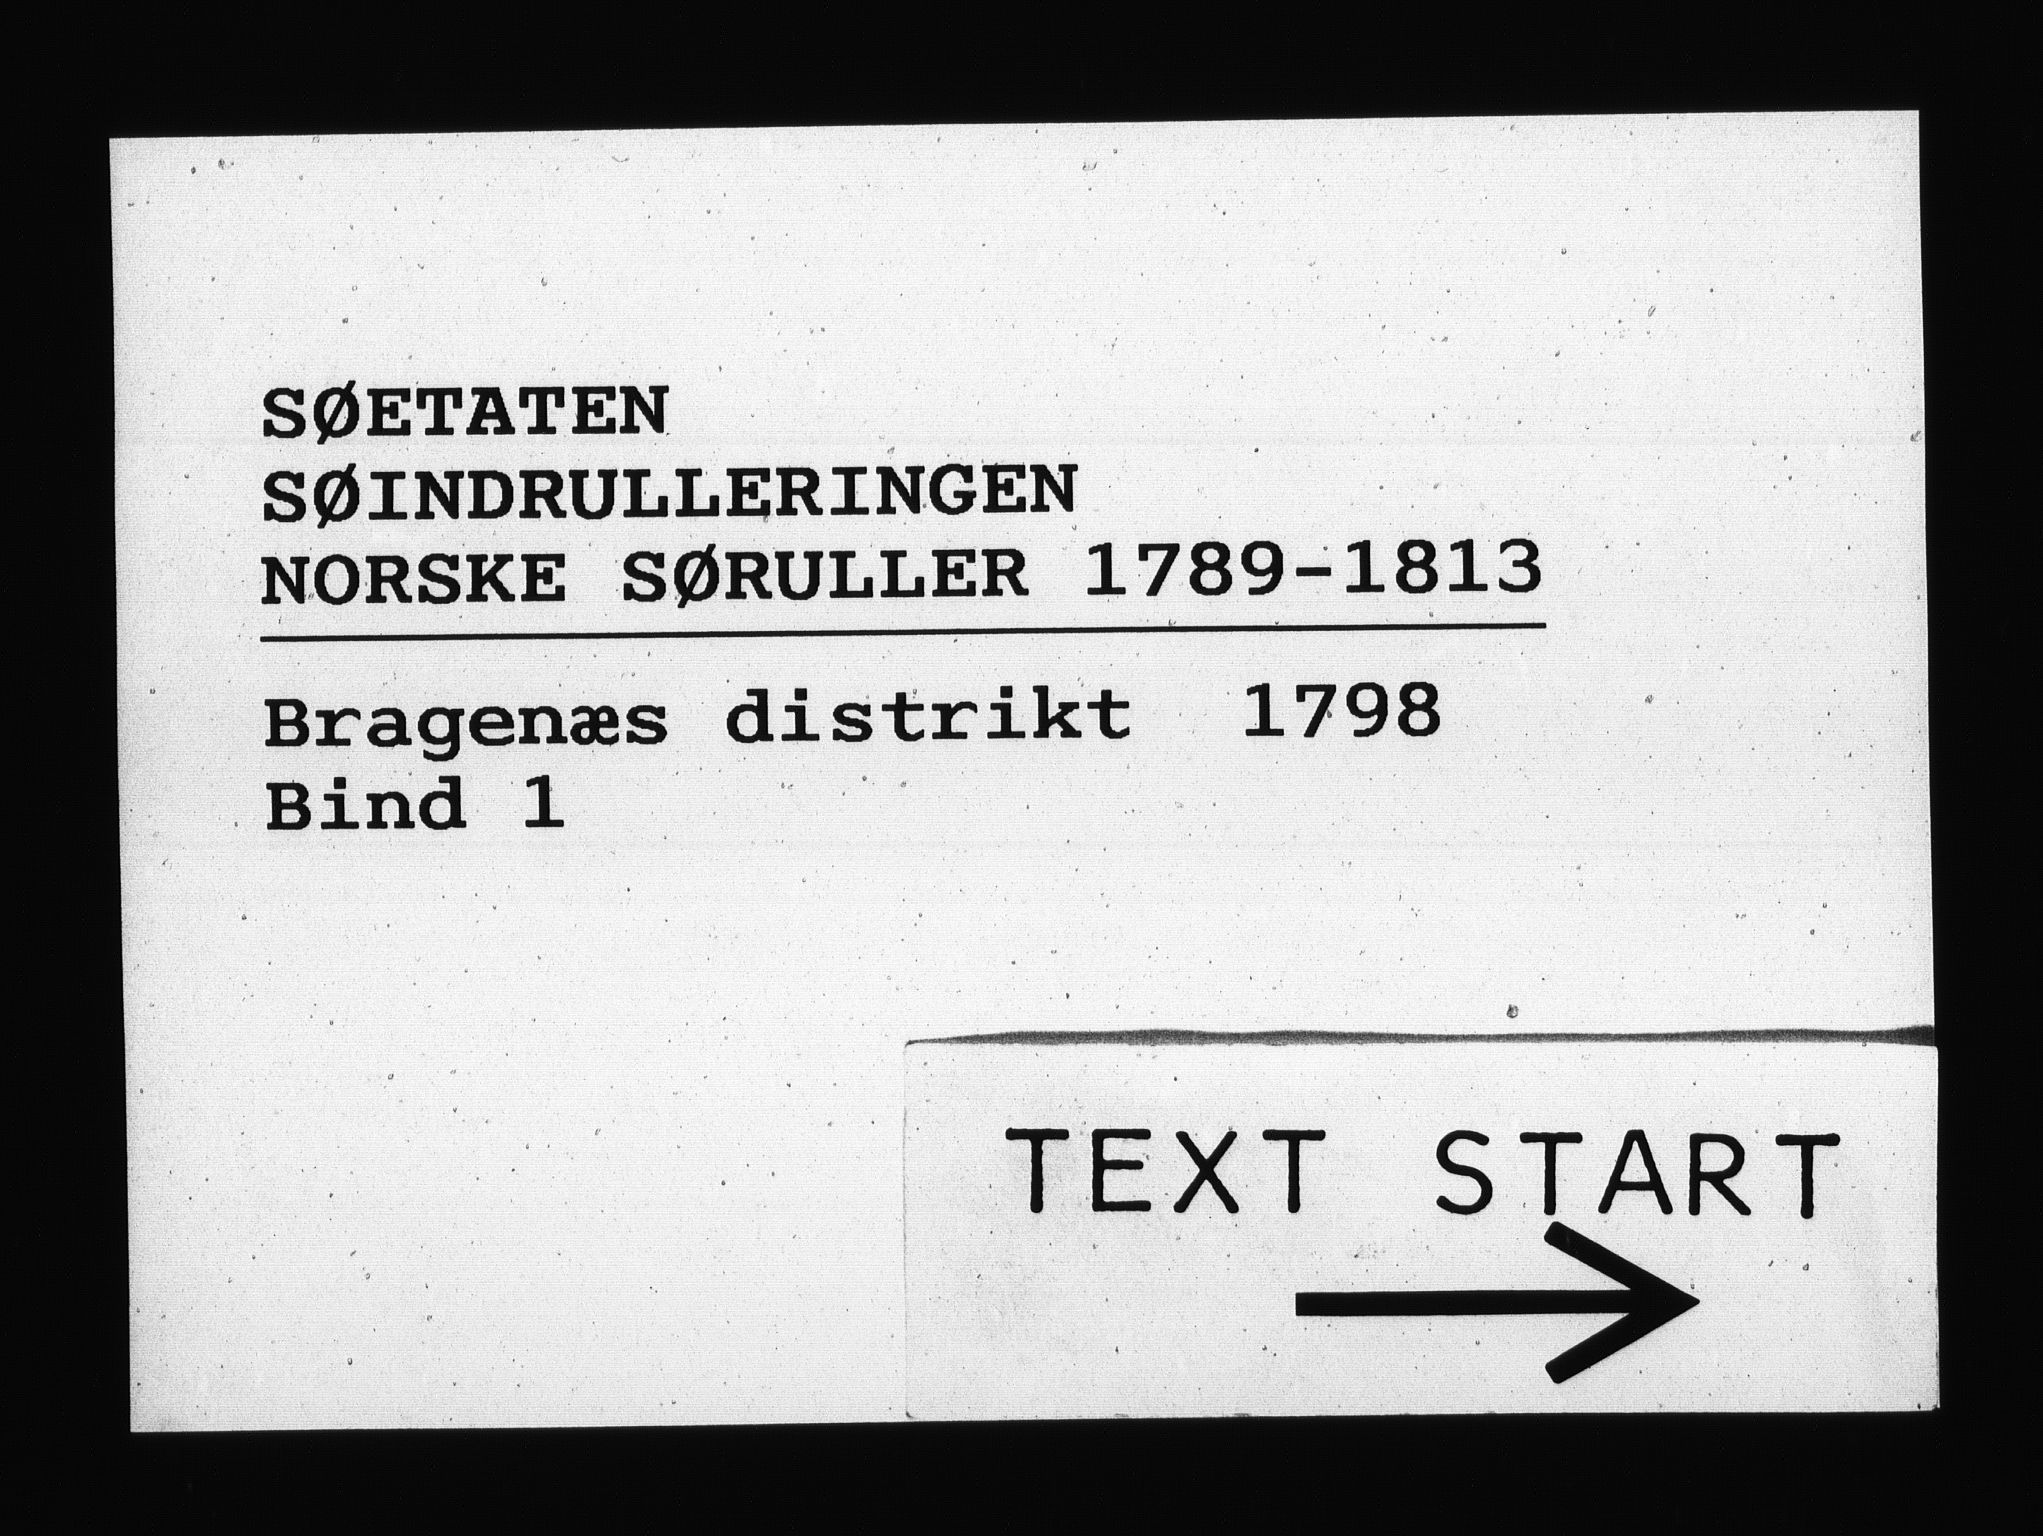 SØETATEN
SØINDRULLERINGEN
NORSKE SØRULLER 1789-1813
Bragenæs distrikt 1798
Bind 1
TEXT START